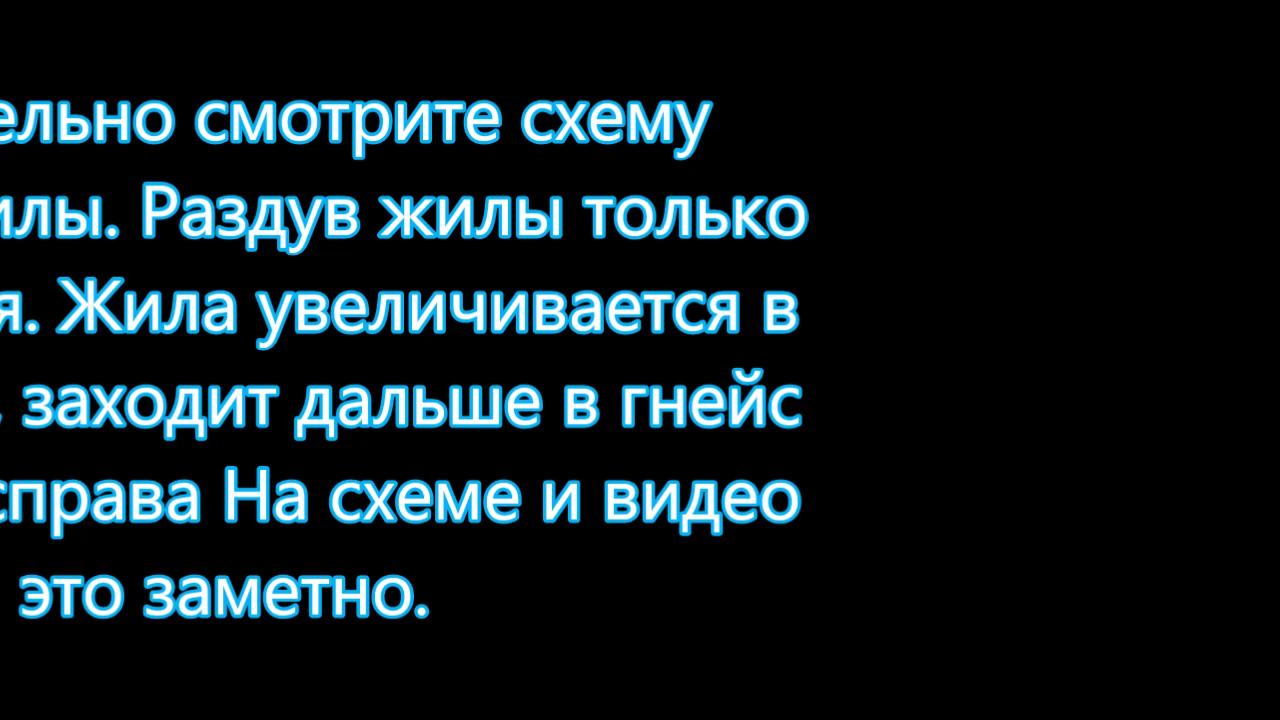 ельно смотрите схему
илы. Раздув жилы только
я. Жила увеличивается в
заходит дальше в гнейс
справа На схеме и видео
это заметно.